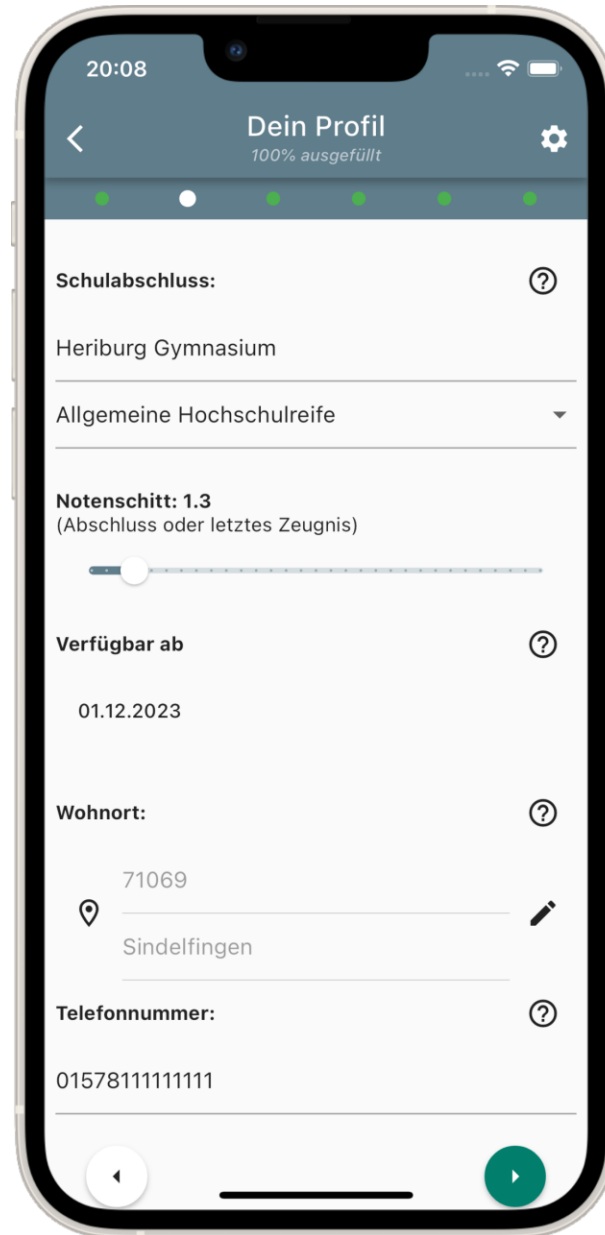 20:08
Dein Profil
100% ausgefüllt
Schulabschluss:
Heriburg Gymnasium
Allgemeine Hochschulreife
Notenschitt: 1.3
(Abschluss oder letztes Zeugnis)
Verfügbar ab
01.12.2023
Wohnort:
71069
Sindelfingen
Telefonnummer:
01578111111111